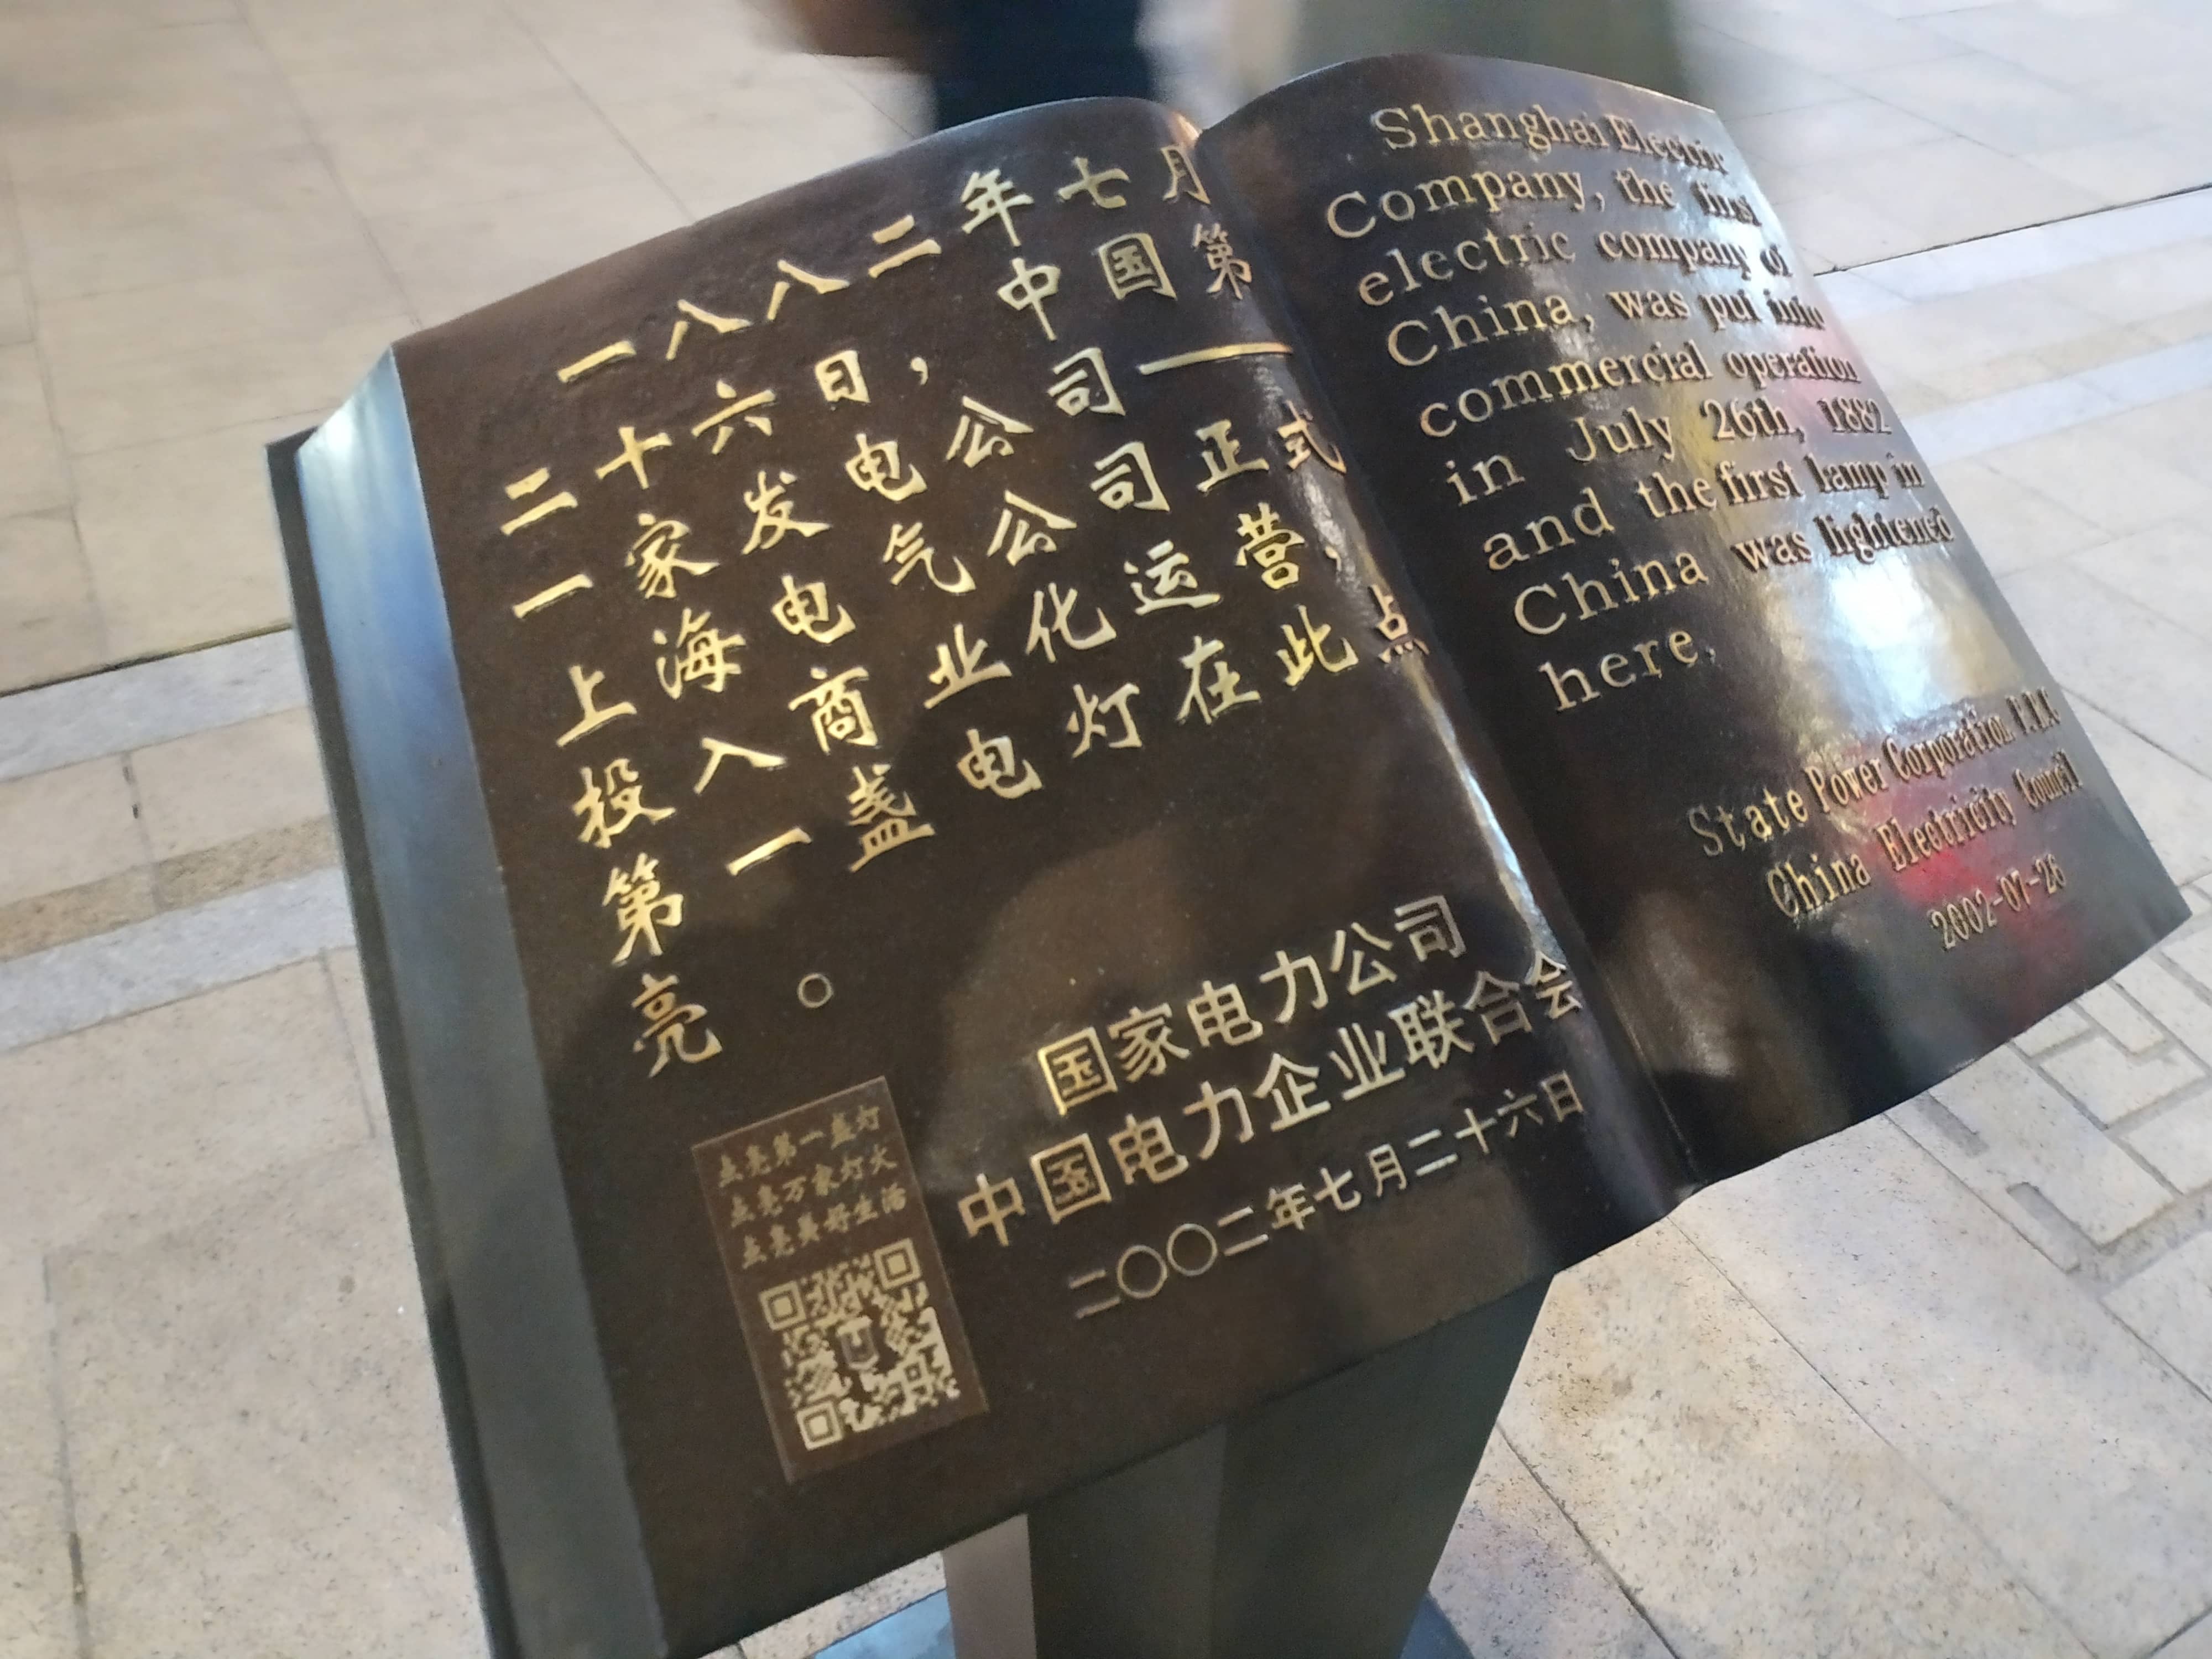 一八八二年七月
二十六日，中国第
一家发电公司——
上海电气公司正式
投入商业化运营，
第一盏电灯在此点
亮。
国家电力公司
中国电力企业联合会
二〇〇二年七月二十六日
点亮第一盏灯
点亮万家灯火
点亮美好生活
Shanghai Electric
Company, the first
electric company of
China, was put into
commercial operation
in July 26th, 1882
and the first lamp in
China was lightened
here.
State Power Corporation
China Electricity Council
2002-07-26